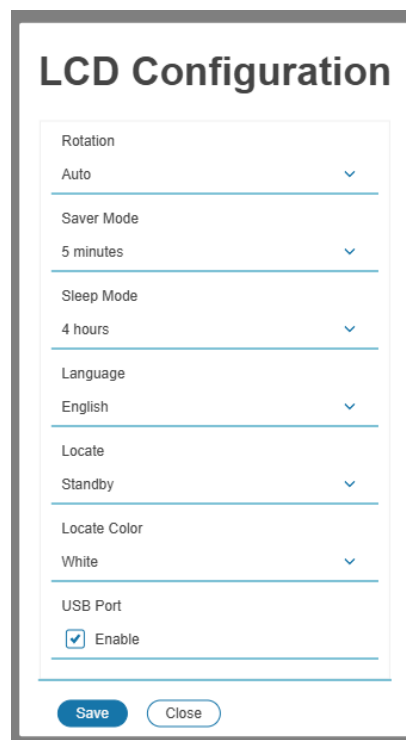 LCD Configuration
Rotation
Auto
Saver Mode
5 minutes
Sleep Mode
4 hours
Language
English
Locate
Standby
Locate Color
White
USB Port
Enable
Save Close